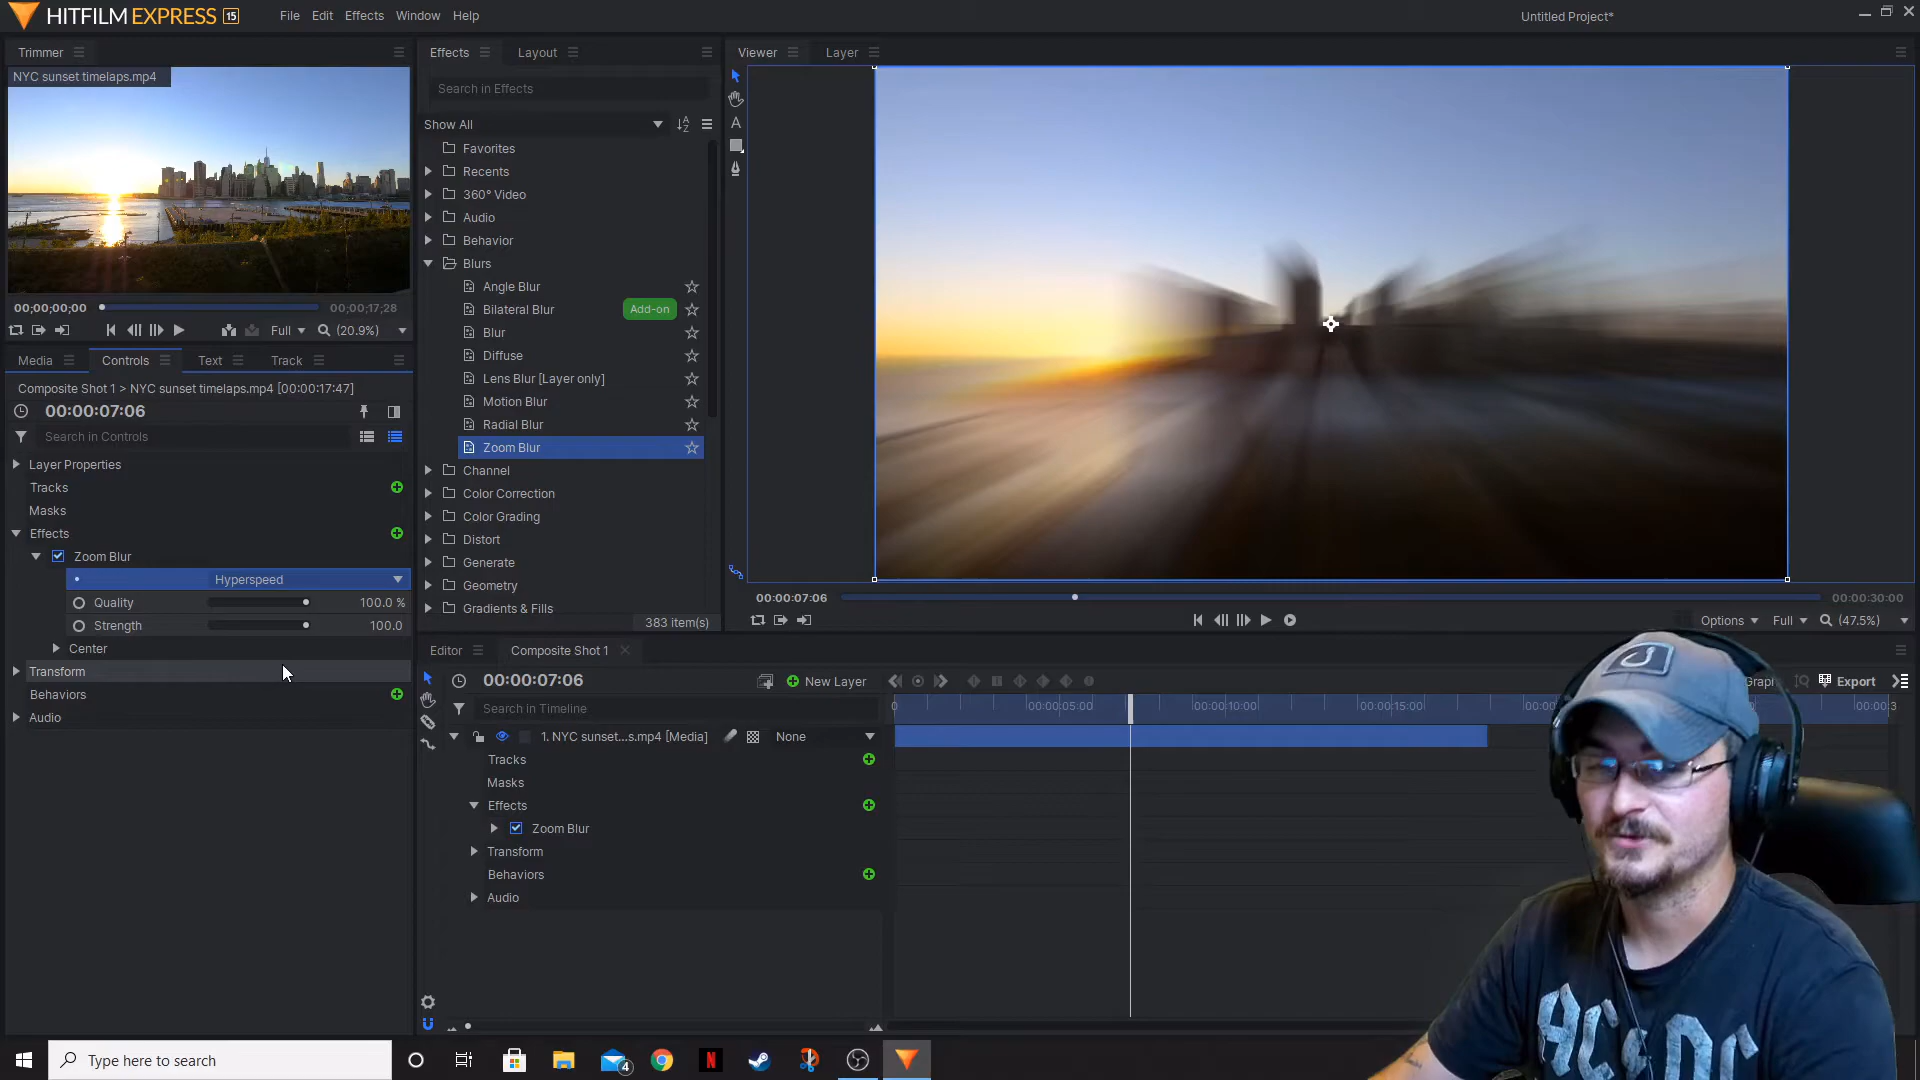 HITFILM EXPRESS 15
File Edit Effects Window Help
Untitled Project*
Trimmer
NYC sunset timelaps.mp4
00;00;00;00
00;00;17;28
Full
(20.9%)
Media Controls Text Track
Composite Shot 1 > NYC sunset timelaps.mp4 [00:00:17:47]
00:00:07:06
Search in Controls
Layer Properties
Tracks
Masks
Effects
Zoom Blur
Hyperspeed
Quality 100.0 %
Strength 100.0
Center
Transform
Behaviors
Audio
Effects Layout
Search in Effects
Show All
Favorites
Recents
360° Video
Audio
Behavior
Blurs
Angle Blur
Bilateral Blur Add-on
Blur
Diffuse
Lens Blur [Layer only]
Motion Blur
Radial Blur
Zoom Blur
Channel
Color Correction
Color Grading
Distort
Generate
Geometry
Gradients & Fills
383 item(s)
Viewer Layer
A
00:00:07:06
00:00:30:00
Options Full (47.5%)
Editor Composite Shot 1
00:00:07:06
New Layer
Export
Search in Timeline
0 00:00:05:00 00:00:10:00 00:00:15:00
1. NYC sunset...s.mp4 [Media] None
Tracks
Masks
Effects
Zoom Blur
Transform
Behaviors
Audio
Type here to search
4
N